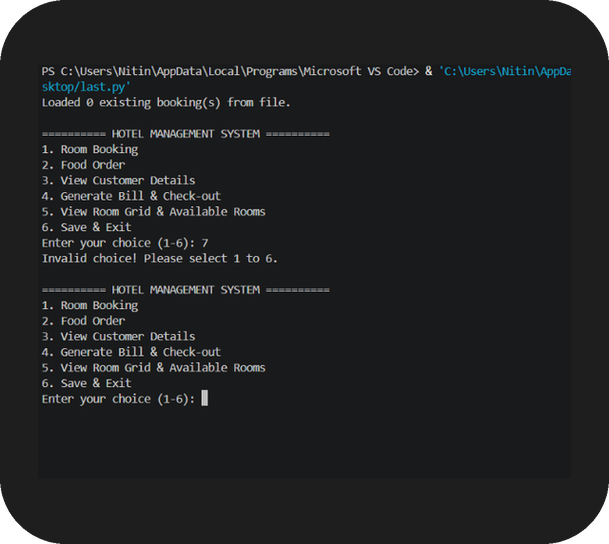 PS C:\Users\Nitin\AppData\Local\Programs\Microsoft VS Code> & 'C:\Users\Nitin\AppDa
sktop/last.py'
Loaded 0 existing booking(s) from file.
========== HOTEL MANAGEMENT SYSTEM ==========
1. Room Booking
2. Food Order
3. View Customer Details
4. Generate Bill & Check-out
5. View Room Grid & Available Rooms
6. Save & Exit
Enter your choice (1-6): 7
Invalid choice! Please select 1 to 6.
========== HOTEL MANAGEMENT SYSTEM ==========
1. Room Booking
2. Food Order
3. View Customer Details
4. Generate Bill & Check-out
5. View Room Grid & Available Rooms
6. Save & Exit
Enter your choice (1-6):